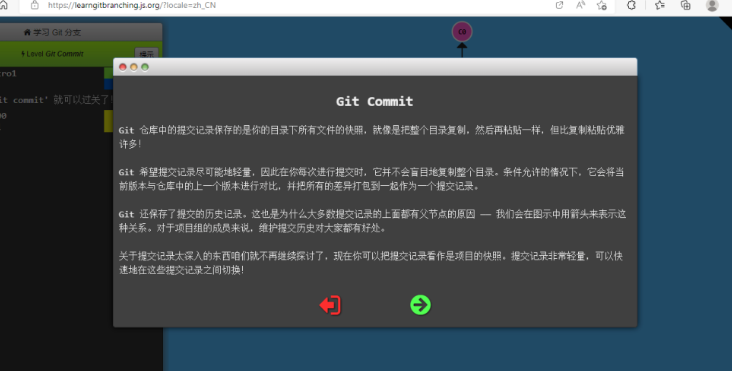 https://learngitbranching.js.org/?locale=zh_CN
学习 Git 分支
C0
Level Git Commit
提示
Git Commit
Git 仓库中的提交记录保存的是你的目录下所有文件的快照，就像是把整个目录复制，然后再粘贴一样，但比复制粘贴优雅
许多！
Git 希望提交记录尽可能地轻量，因此在你每次进行提交时，它并不会盲目地复制整个目录。条件允许的情况下，它会将当
前版本与仓库中的上一个版本进行对比，并把所有的差异打包到一起作为一个提交记录。
Git 还保存了提交的历史记录。这也是为什么大多数提交记录的上面都有父节点的原因 —— 我们会在图示中用箭头来表示这
种关系。对于项目组的成员来说，维护提交历史对大家都有好处。
关于提交记录太深入的东西咱们就不再继续探讨了，现在你可以把提交记录看作是项目的快照。提交记录非常轻量，可以快
速地在这些提交记录之间切换！
tro1
it commit' 就可以过关了!